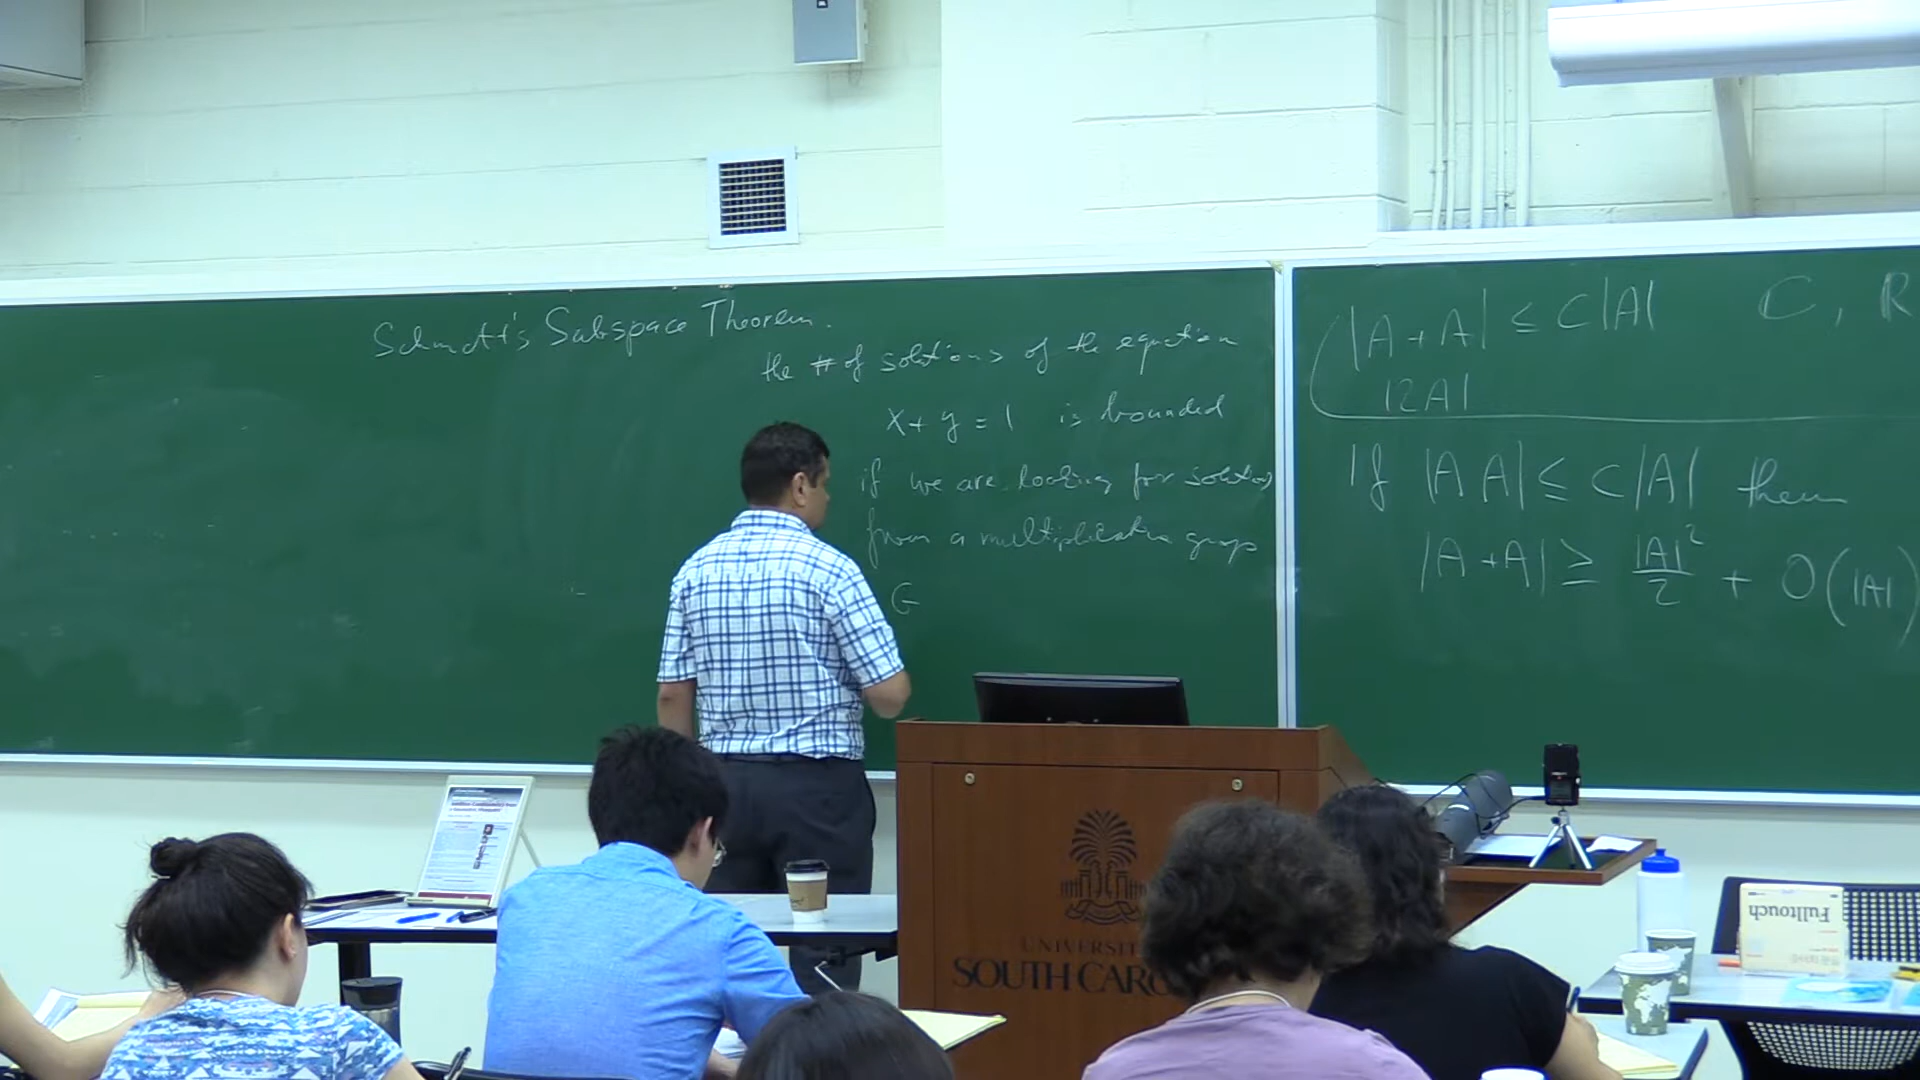 Schmidt's Subspace Theorem.
the # of solutions of the equation
x + y = 1 is bounded
if we are looking for solutions
from a multiplicative group
G
|A+A| ≤ C|A| C, R
|2A|
If |AA| ≤ C|A| then
|A+A| ≥ |A|²/2 + O(|A|)
UNIVERSITY
SOUTH CARO
Fulltouch